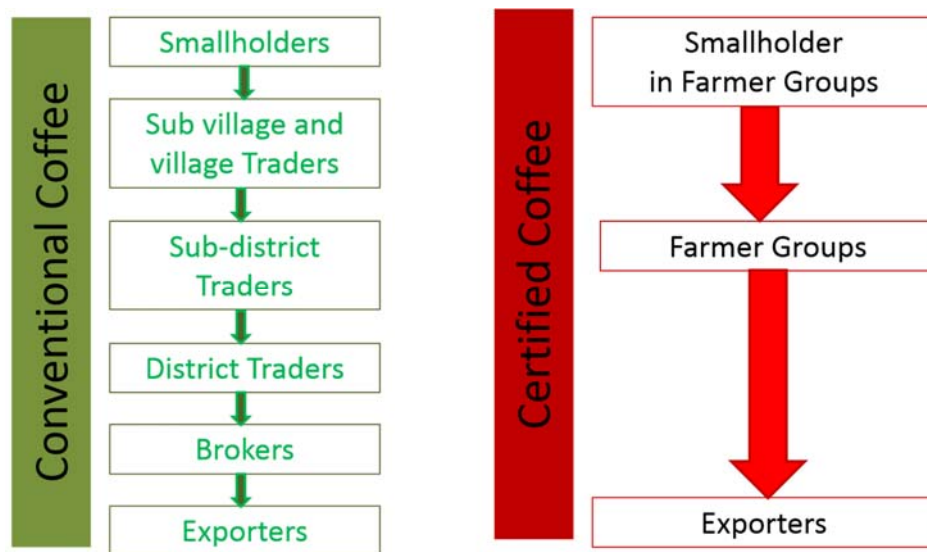 Conventional Coffee
Smallholders
Sub village and
village Traders
Sub-district
Traders
District Traders
Brokers
Exporters
Certified Coffee
Smallholder
in Farmer Groups
Farmer Groups
Exporters